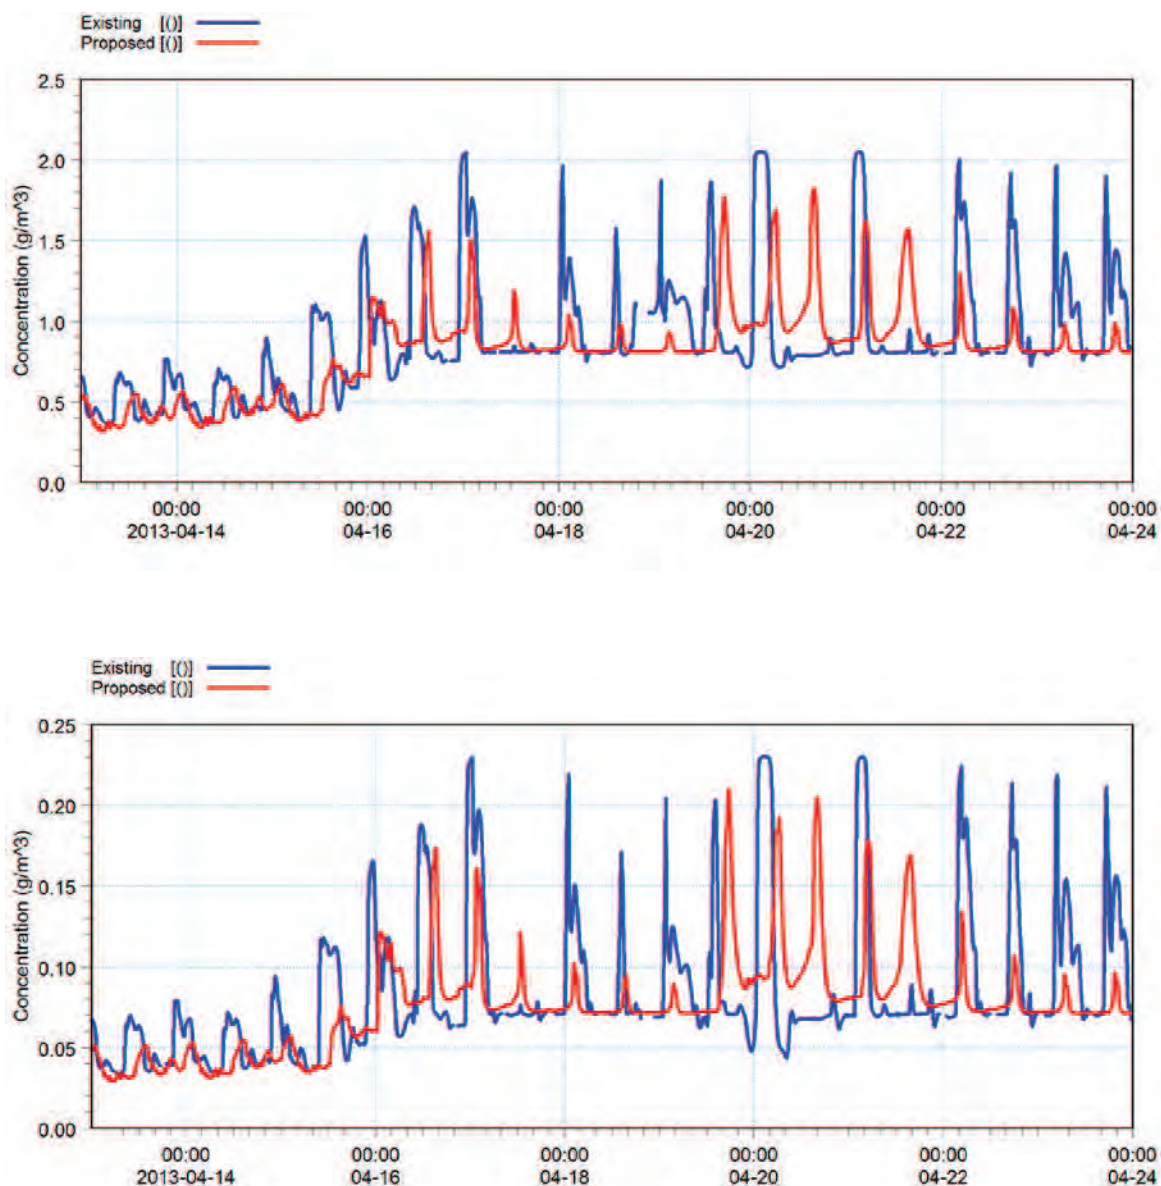 Existing [()]
Proposed [()]
2.5
2.0
1.5
1.0
0.5
0.0
Concentration (g/m^3)
00:00 00:00 00:00 00:00 00:00 00:00
2013-04-14 04-16 04-18 04-20 04-22 04-24
Existing [()]
Proposed [()]
0.25
0.20
0.15
0.10
0.05
0.00
Concentration (g/m^3)
00:00 00:00 00:00 00:00 00:00 00:00
2013-04-14 04-16 04-18 04-20 04-22 04-24